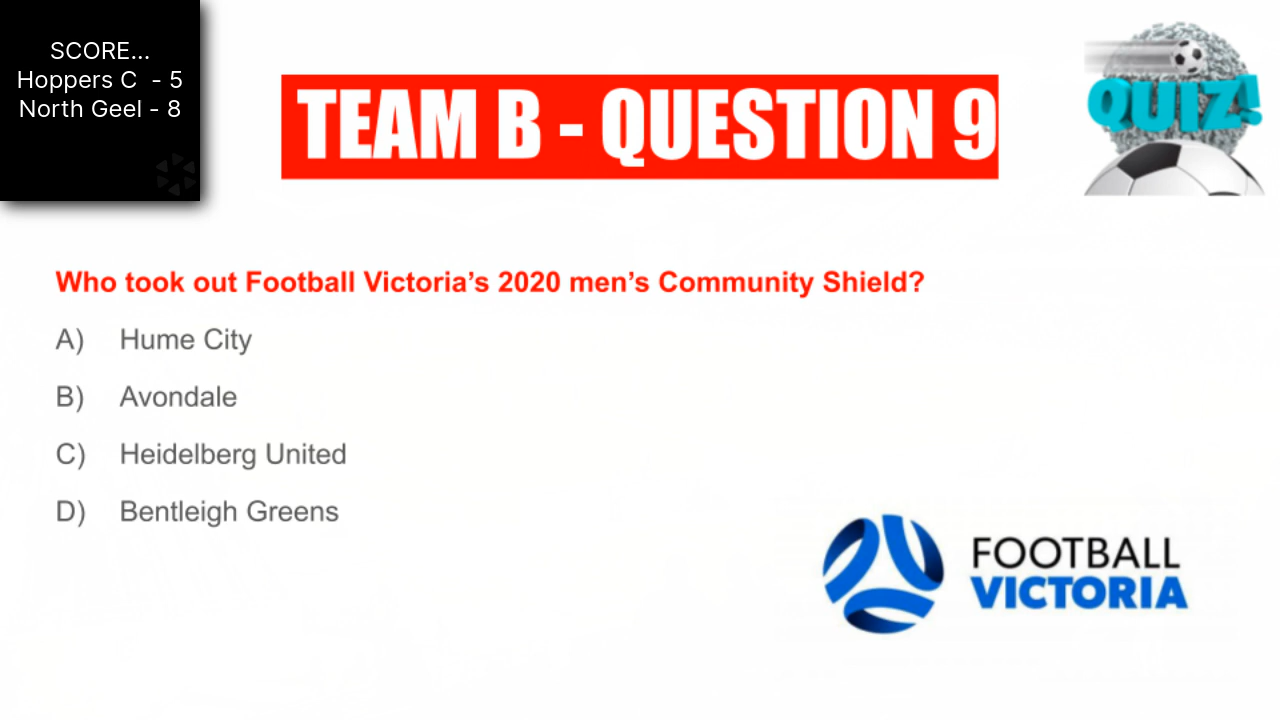 SCORE...
Hoppers C - 5
North Geel - 8
TEAM B - QUESTION 9
QUIZ!
Who took out Football Victoria’s 2020 men’s Community Shield?
A) Hume City
B) Avondale
C) Heidelberg United
D) Bentleigh Greens
FOOTBALL
VICTORIA